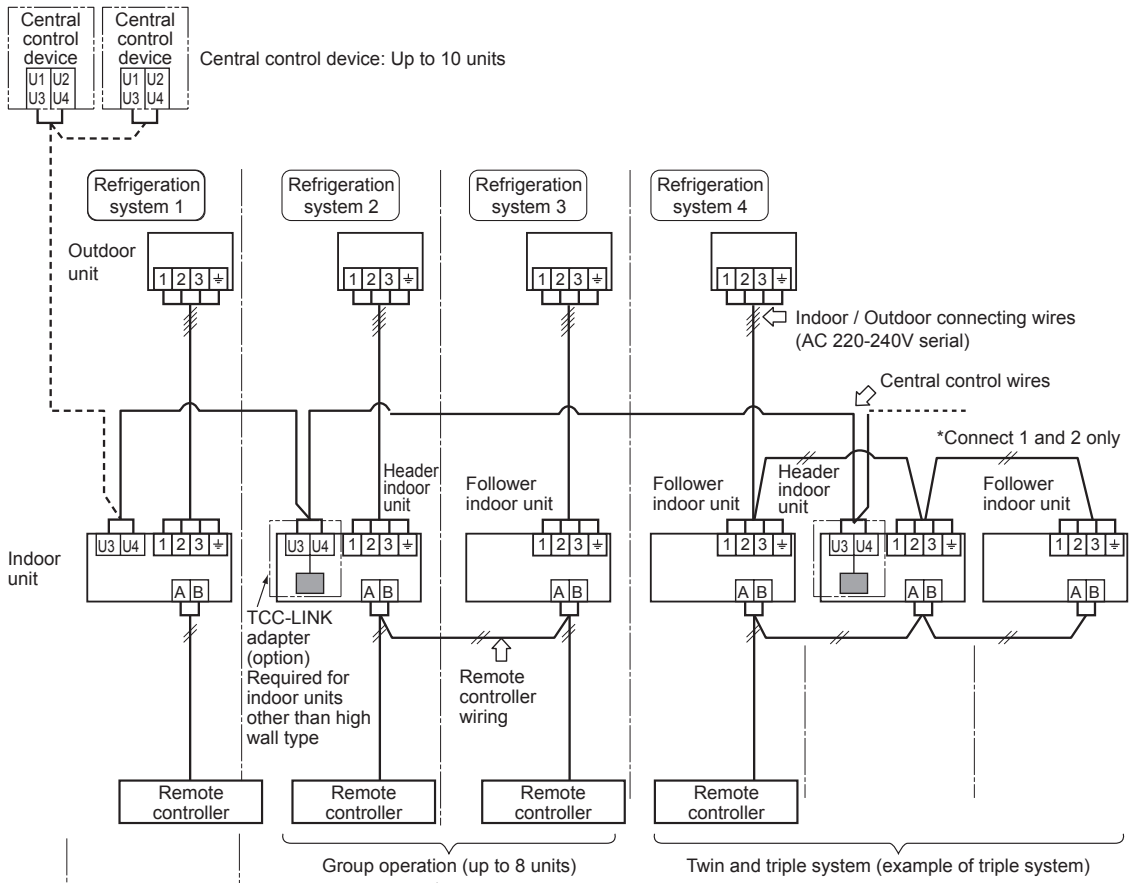 Central
control
device
U1 U2
U3 U4
Central
control
device
U1 U2
U3 U4
Central control device: Up to 10 units
Refrigeration
system 1
Refrigeration
system 2
Refrigeration
system 3
Refrigeration
system 4
Outdoor
unit
1 2 3 ⏚
1 2 3 ⏚
1 2 3 ⏚
1 2 3 ⏚
Indoor / Outdoor connecting wires
(AC 220-240V serial)
Central control wires
*Connect 1 and 2 only
Header
indoor
unit
Follower
indoor unit
Follower
indoor unit
Header
indoor
unit
Follower
indoor unit
Indoor
unit
U3 U4
1 2 3 ⏚
U3 U4
1 2 3 ⏚
1 2 3 ⏚
1 2 3 ⏚
U3 U4
1 2 3 ⏚
1 2 3 ⏚
A B
A B
A B
A B
A B
A B
TCC-LINK
adapter
(option)
Required for
indoor units
other than high
wall type
Remote
controller
wiring
Remote
controller
Remote
controller
Remote
controller
Remote
controller
Group operation (up to 8 units)
Twin and triple system (example of triple system)